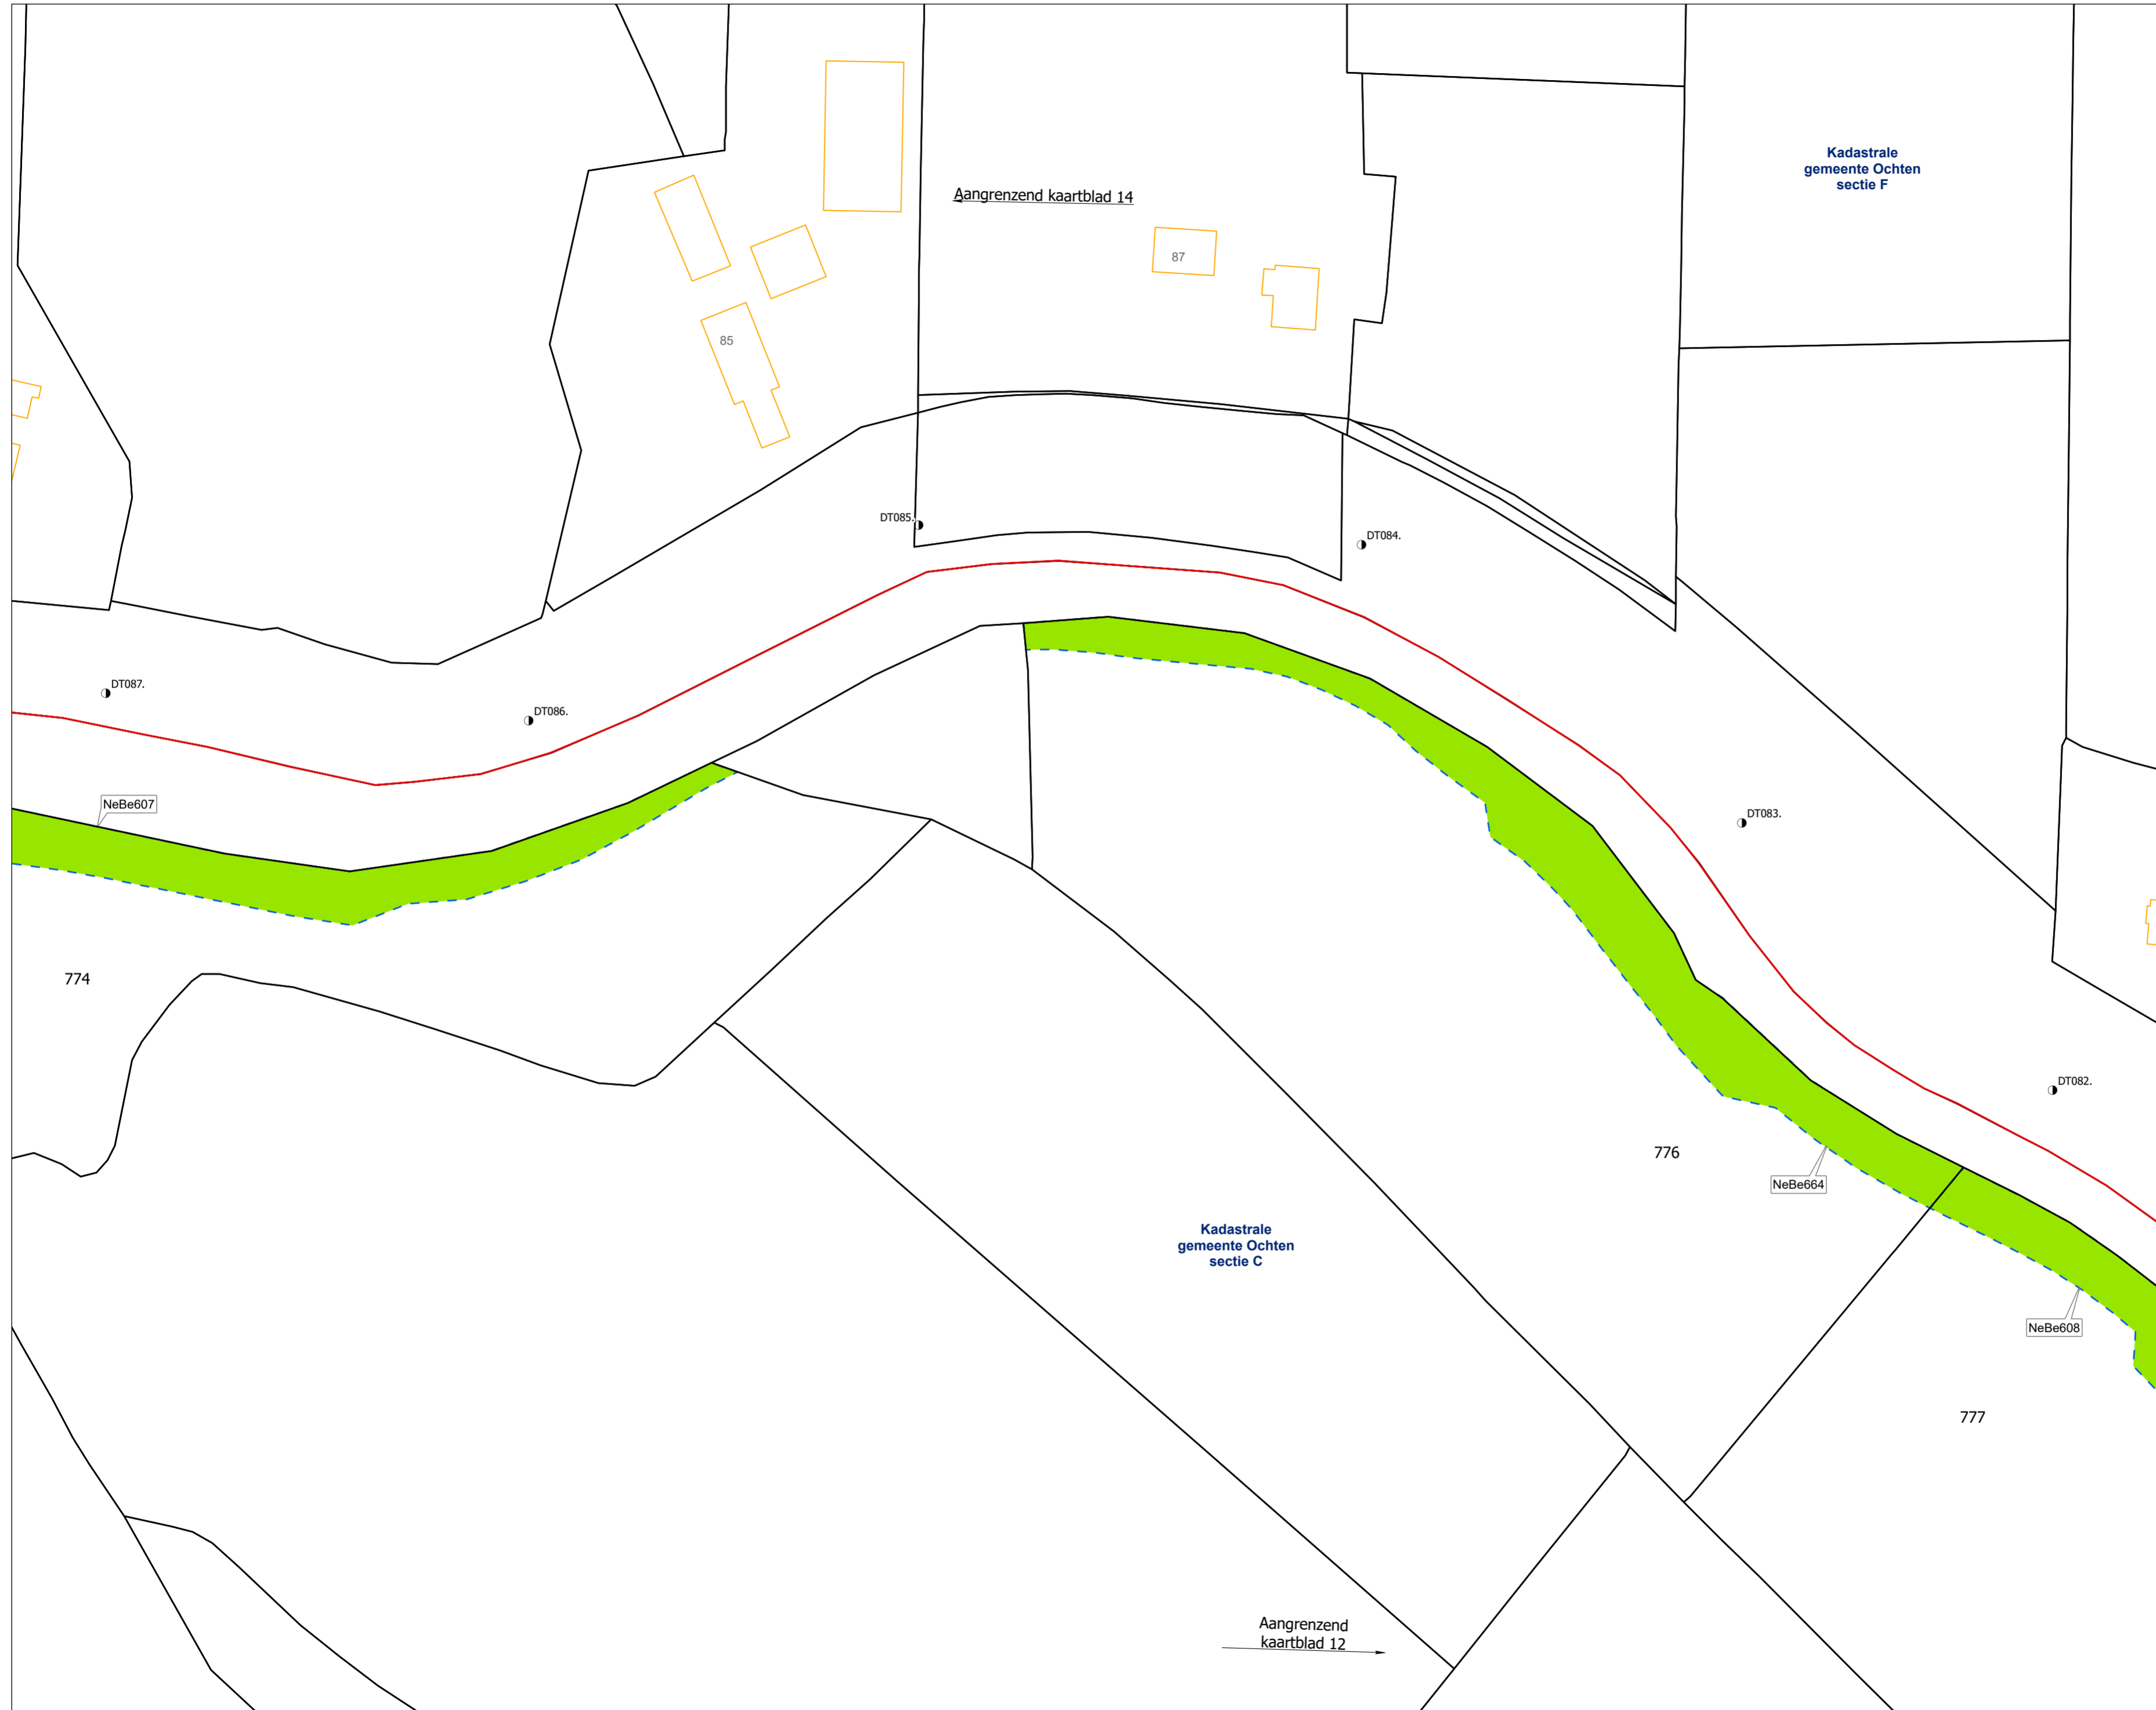 Kadastrale
gemeente Ochten
sectie F
Aangrenzend kaartblad 14
87
85
DT085.
DT084.
DT087.
DT086.
NeBe607
DT083.
774
DT082.
776
NeBe664
Kadastrale
gemeente Ochten
sectie C
NeBe608
777
Aangrenzend
kaartblad 12